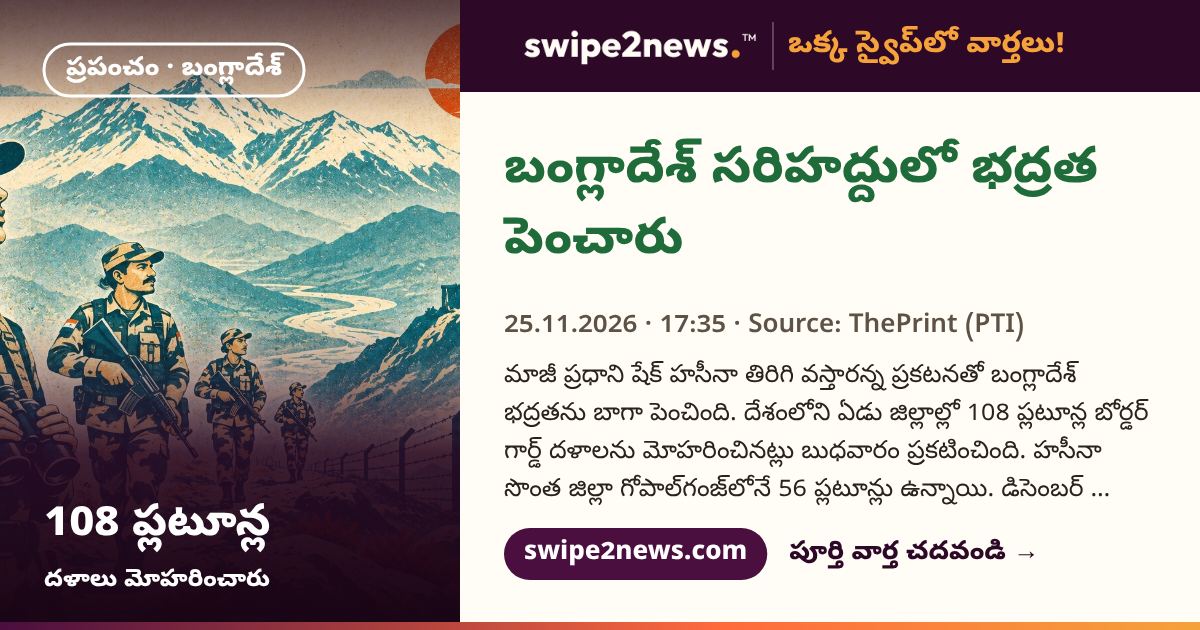 ప్రపంచం · బంగ్లాదేశ్
108 ప్లటూన్ల
దళాలు మోహరించారు
swipe2news.™ ఒక్క స్వైప్‌లో వార్తలు!
బంగ్లాదేశ్ సరిహద్దులో భద్రత
పెంచారు
25.11.2026 · 17:35 · Source: ThePrint (PTI)
మాజీ ప్రధాని షేక్ హసీనా తిరిగి వస్తారన్న ప్రకటనతో బంగ్లాదేశ్
భద్రతను బాగా పెంచింది. దేశంలోని ఏడు జిల్లాల్లో 108 ప్లటూన్ల బోర్డర్
గార్డ్ దళాలను మోహరించినట్లు బుధవారం ప్రకటించింది. హసీనా
సొంత జిల్లా గోపాల్‌గంజ్‌లోనే 56 ప్లటూన్లు ఉన్నాయి. డిసెంబర్ ...
swipe2news.com పూర్తి వార్త చదవండి →